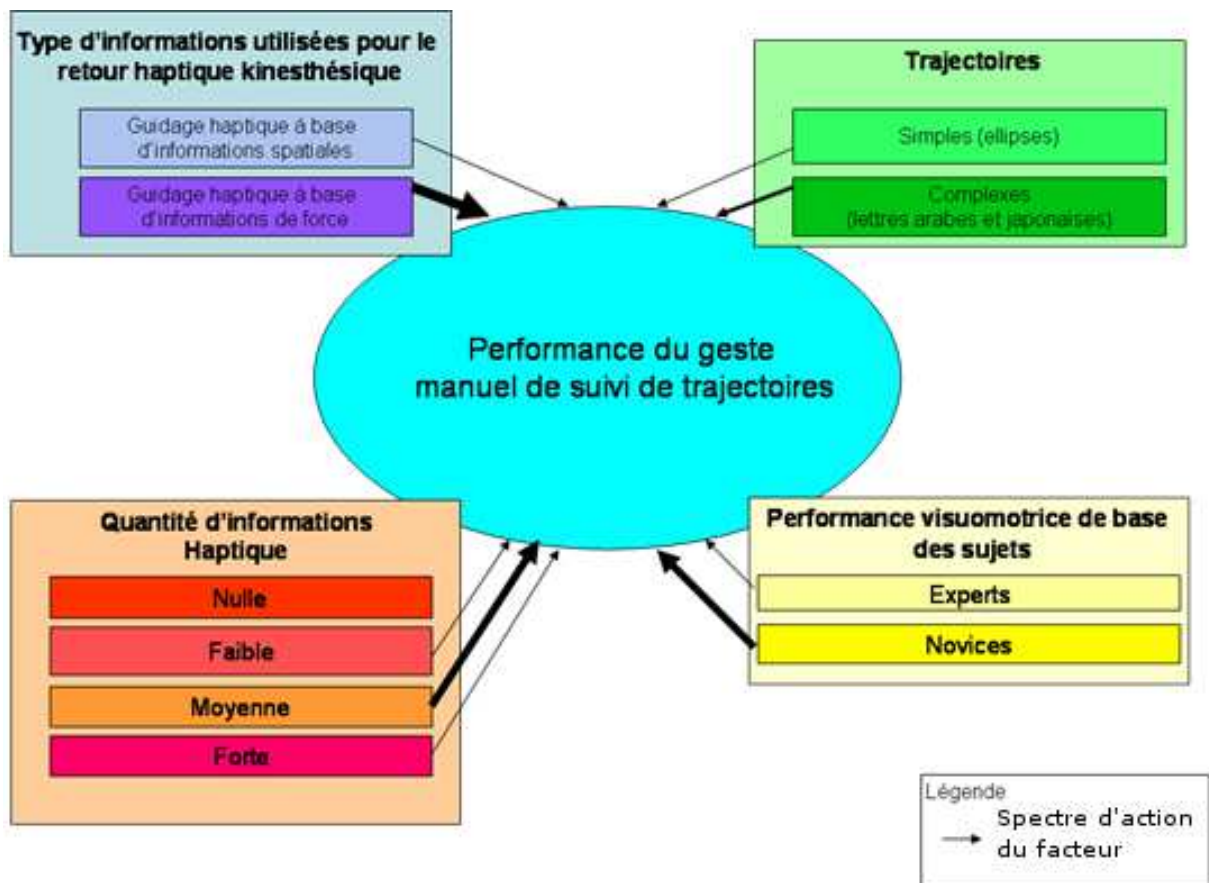 Type d'informations utilisées pour le
retour haptique kinesthésique
Guidage haptique à base
d'informations spatiales
Guidage haptique à base
d'informations de force
Trajectoires
Simples (ellipses)
Complexes
(lettres arabes et japonaises)
Performance du geste
manuel de suivi de trajectoires
Quantité d'informations
Haptique
Nulle
Faible
Moyenne
Forte
Performance visuomotrice de base
des sujets
Experts
Novices
Légende
Spectre d'action
du facteur